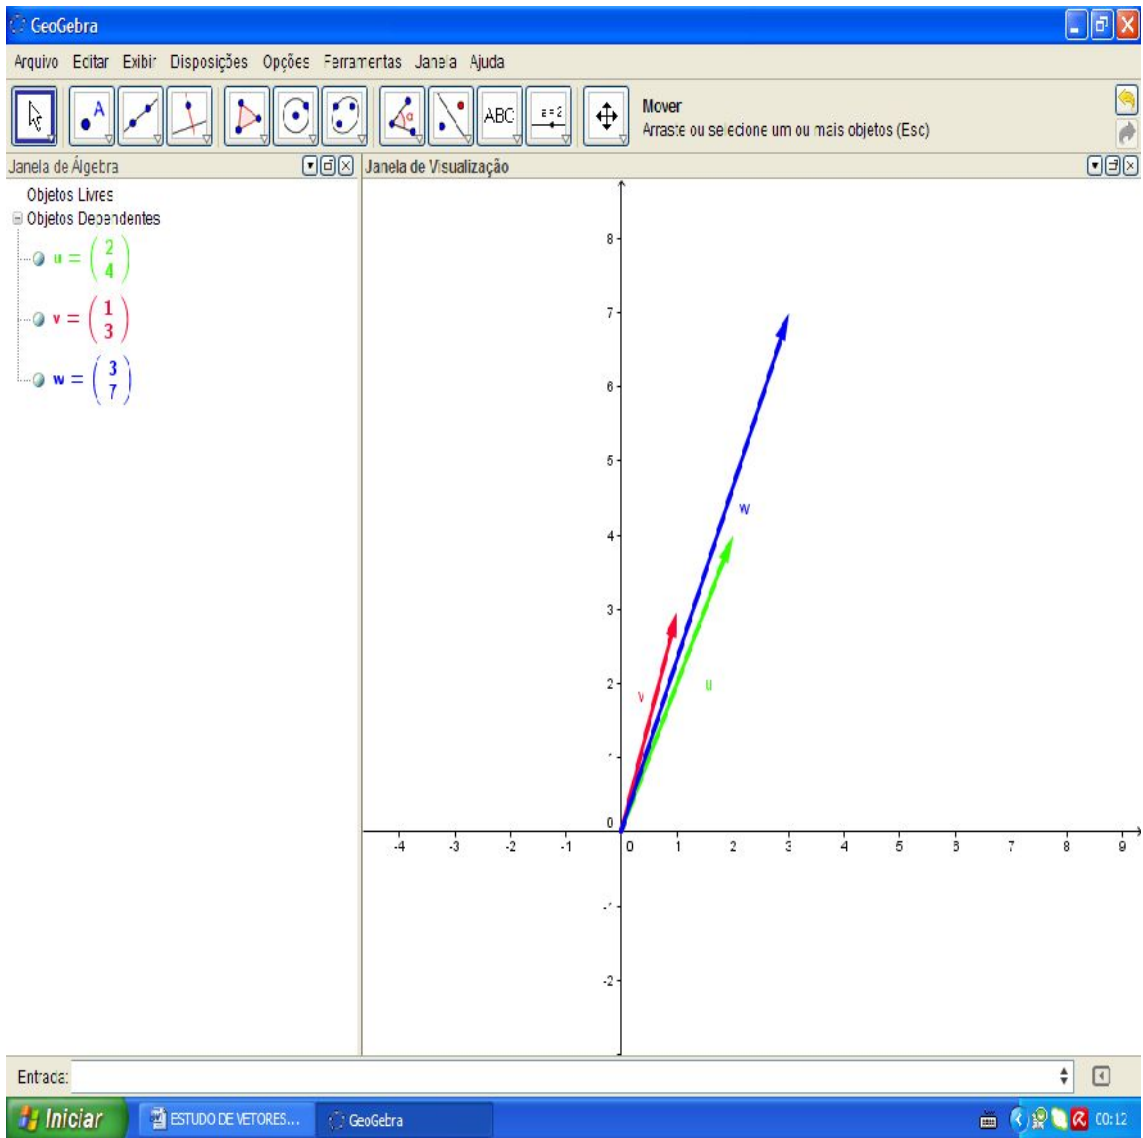 GeoGebra
Arquivo Editar Exibir Disposições Opções Ferramentas Janela Ajuda
A
α
ABC
a=2
Mover
Arraste ou selecione um ou mais objetos (Esc)
Janela de Álgebra
Janela de Visualização
Objetos Livres
Objetos Dependentes
u = ( 2 4 )
v = ( 1 3 )
w = ( 3 7 )
8
7
6
5
w
4
3
v
u
2
1
0
-4 -3 -2 -1 0 1 2 3 4 5 6 7 8 9
-1
-2
Entrada:
Iniciar
ESTUDO DE VETORES...
GeoGebra
00:12